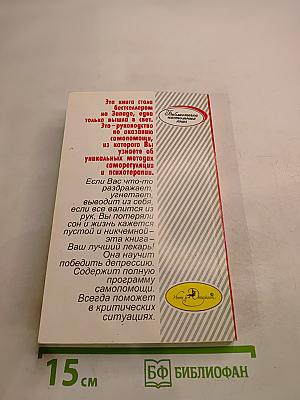 Эта книга стала
бестселлером
на Западе, едва
только вышла в свет.
Это-руководство
по оказанию
самопомощи,
из которого Вы
узнаете об
уникальных методах
саморегуляции
и психотерапии.
Если Вас что-то
раздражает,
угнетает,
выводит из себя,
если все валится из
рук, Вы потеряли
сон и жизнь кажется
пустой и никчемной–
эта книга–
Ваш лучший лекарь!
Она научит
победить депрессию.
Содержит полную
программу
самопомощи.
Всегда поможет
в критических
ситуациях.
15 см
БФ БИБЛИОФАН